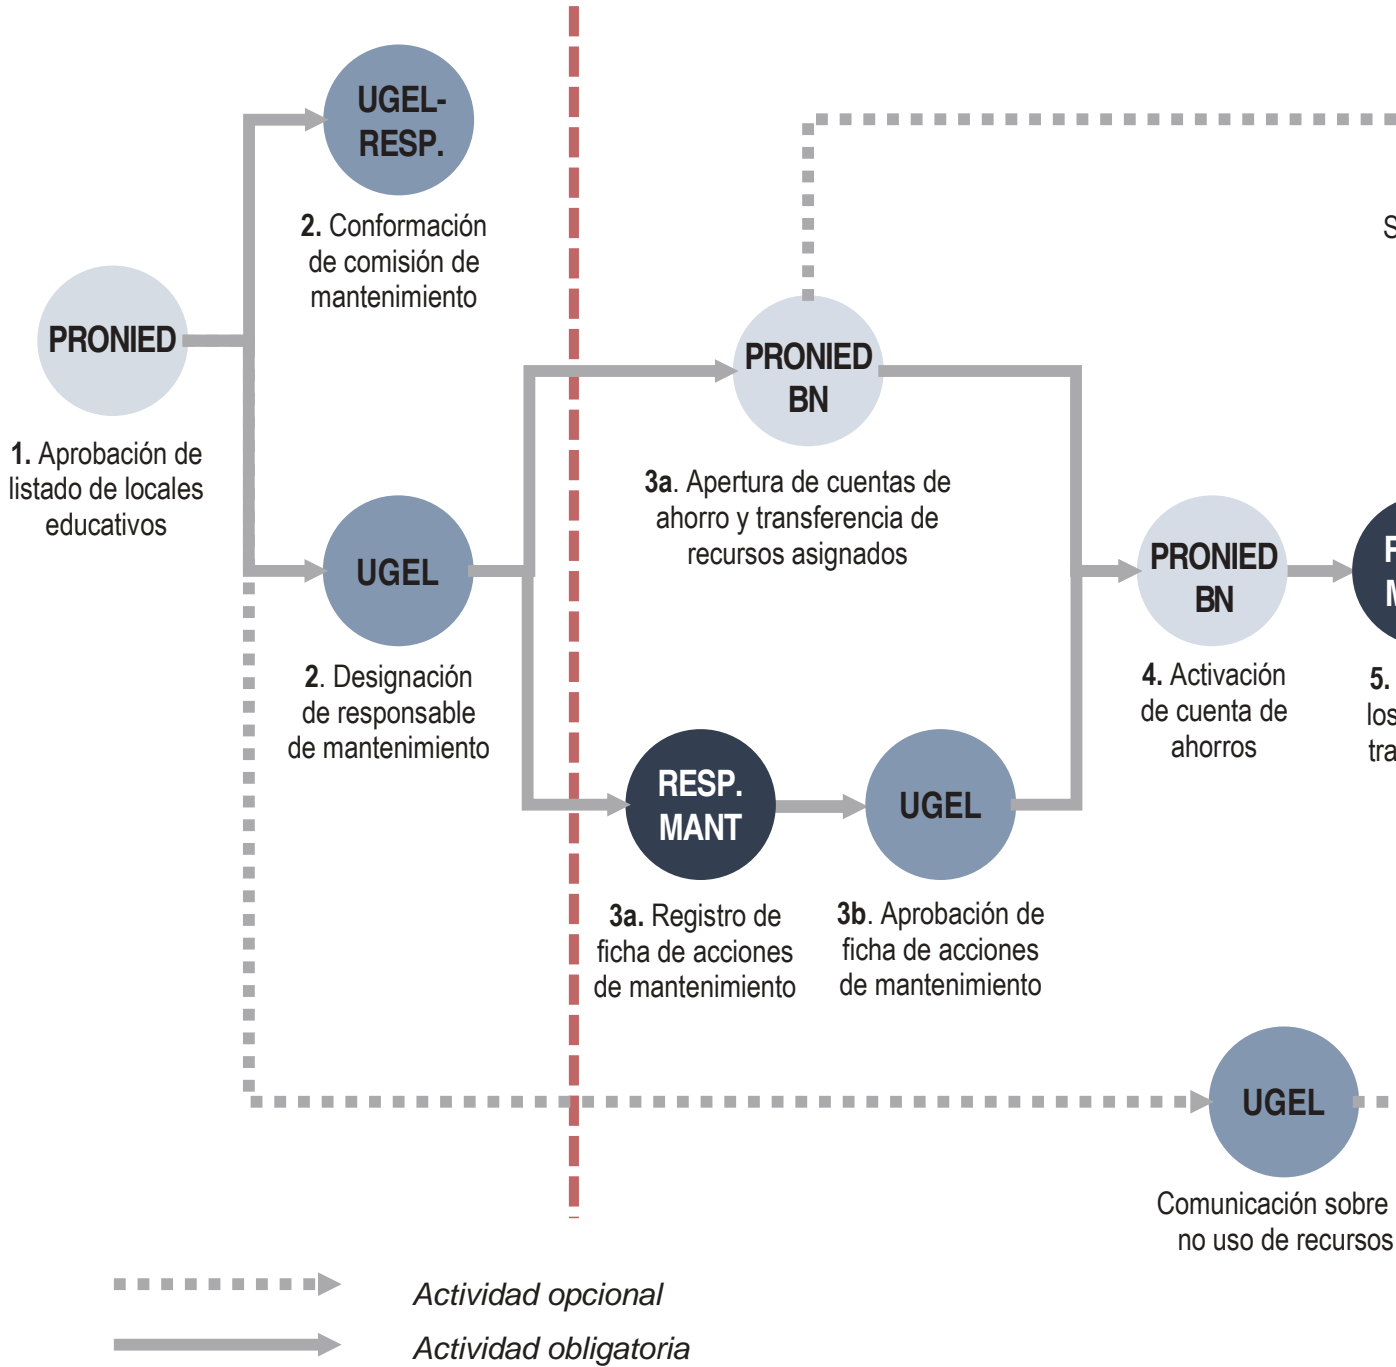 UGEL-
RESP.
2. Conformación
de comisión de
mantenimiento
PRONIED
1. Aprobación de
listado de locales
educativos
UGEL
2. Designación
de responsable
de mantenimiento
PRONIED
BN
3a. Apertura de cuentas de
ahorro y transferencia de
recursos asignados
RESP.
MANT
3a. Registro de
ficha de acciones
de mantenimiento
UGEL
3b. Aprobación de
ficha de acciones
de mantenimiento
PRONIED
BN
4. Activación
de cuenta de
ahorros
5.
los
UGEL
Comunicación sobre
no uso de recursos
Actividad opcional
Actividad obligatoria